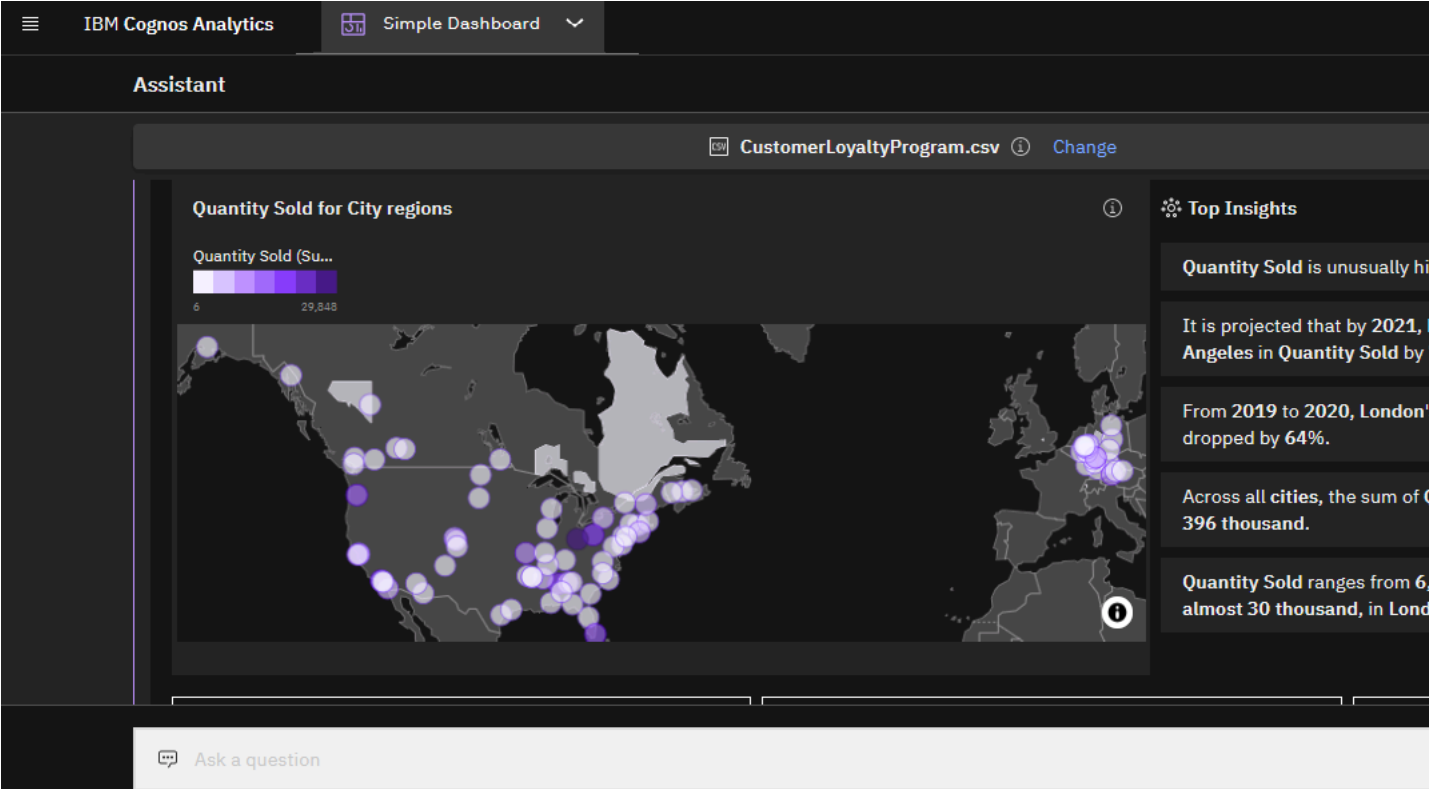 IBM Cognos Analytics
Simple Dashboard
Assistant
CSV
CustomerLoyaltyProgram.csv
Change
Quantity Sold for City regions
Quantity Sold (Su...
6
29,848
Top Insights
Quantity Sold is unusually hi
It is projected that by 2021,
Angeles in Quantity Sold by
From 2019 to 2020, London'
dropped by 64%.
Across all cities, the sum of
396 thousand.
Quantity Sold ranges from 6,
almost 30 thousand, in Lond
Ask a question